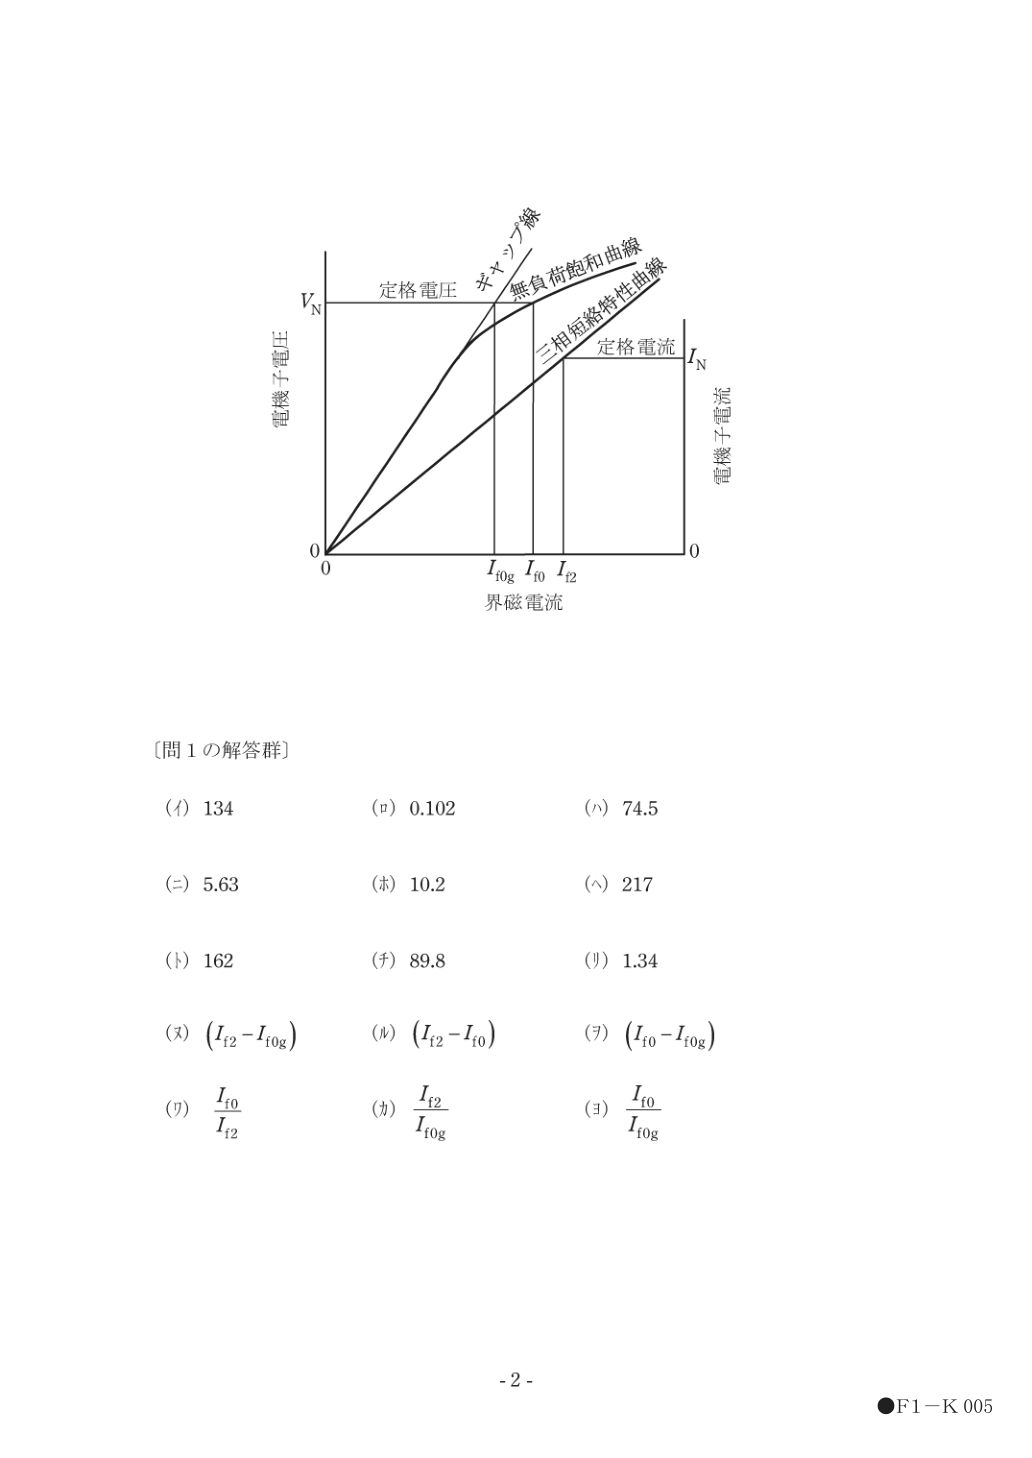 ギャップ線
無負荷飽和曲線
三相短絡特性曲線
定格電圧
V_N
定格電流
I_N
電機子電圧
電機子電流
0 0
0 I_f0g I_f0 I_f2
界磁電流
〔問1の解答群〕
(イ) 134 (ロ) 0.102 (ハ) 74.5
(ニ) 5.63 (ホ) 10.2 (ヘ) 217
(ト) 162 (チ) 89.8 (リ) 1.34
(ヌ) (I_f2 − I_f0g) (ル) (I_f2 − I_f0) (ヲ) (I_f0 − I_f0g)
(ワ) I_f0/I_f2 (カ) I_f2/I_f0g (ヨ) I_f0/I_f0g
- 2 -
●F1−K 005